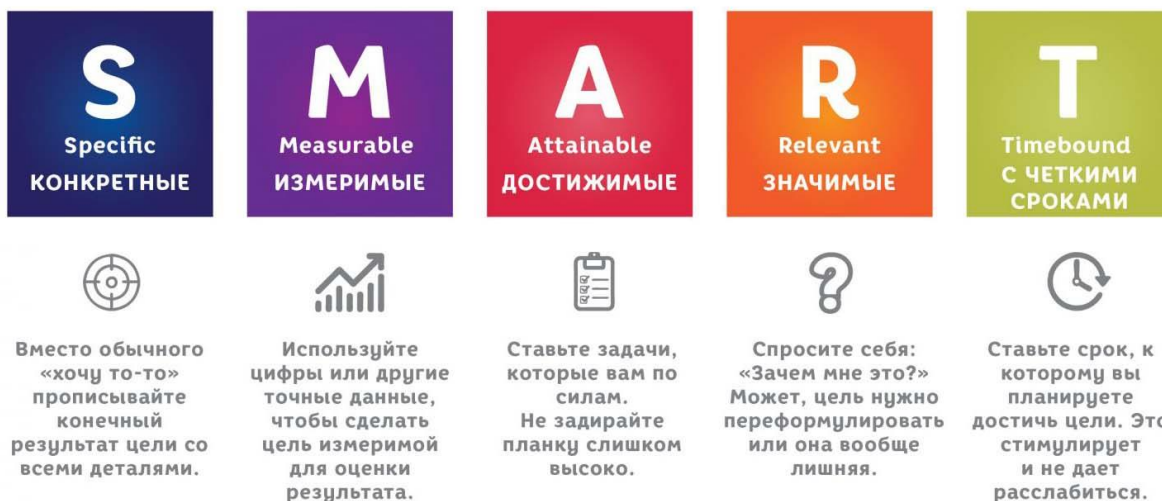 S
Specific
КОНКРЕТНЫЕ
Вместо обычного
«хочу то-то»
прописывайте
конечный
результат цели со
всеми деталями.
M
Measurable
ИЗМЕРИМЫЕ
Используйте
цифры или другие
точные данные,
чтобы сделать
цель измеримой
для оценки
результата.
A
Attainable
ДОСТИЖИМЫЕ
Ставьте задачи,
которые вам по
силам.
Не задирайте
планку слишком
высоко.
R
Relevant
ЗНАЧИМЫЕ
Спросите себя:
«Зачем мне это?»
Может, цель нужно
переформулировать
или она вообще
лишняя.
T
Timebound
С ЧЕТКИМИ
СРОКАМИ
Ставьте срок, к
которому вы
планируете
достичь цели. Это
стимулирует
и не дает
расслабиться.